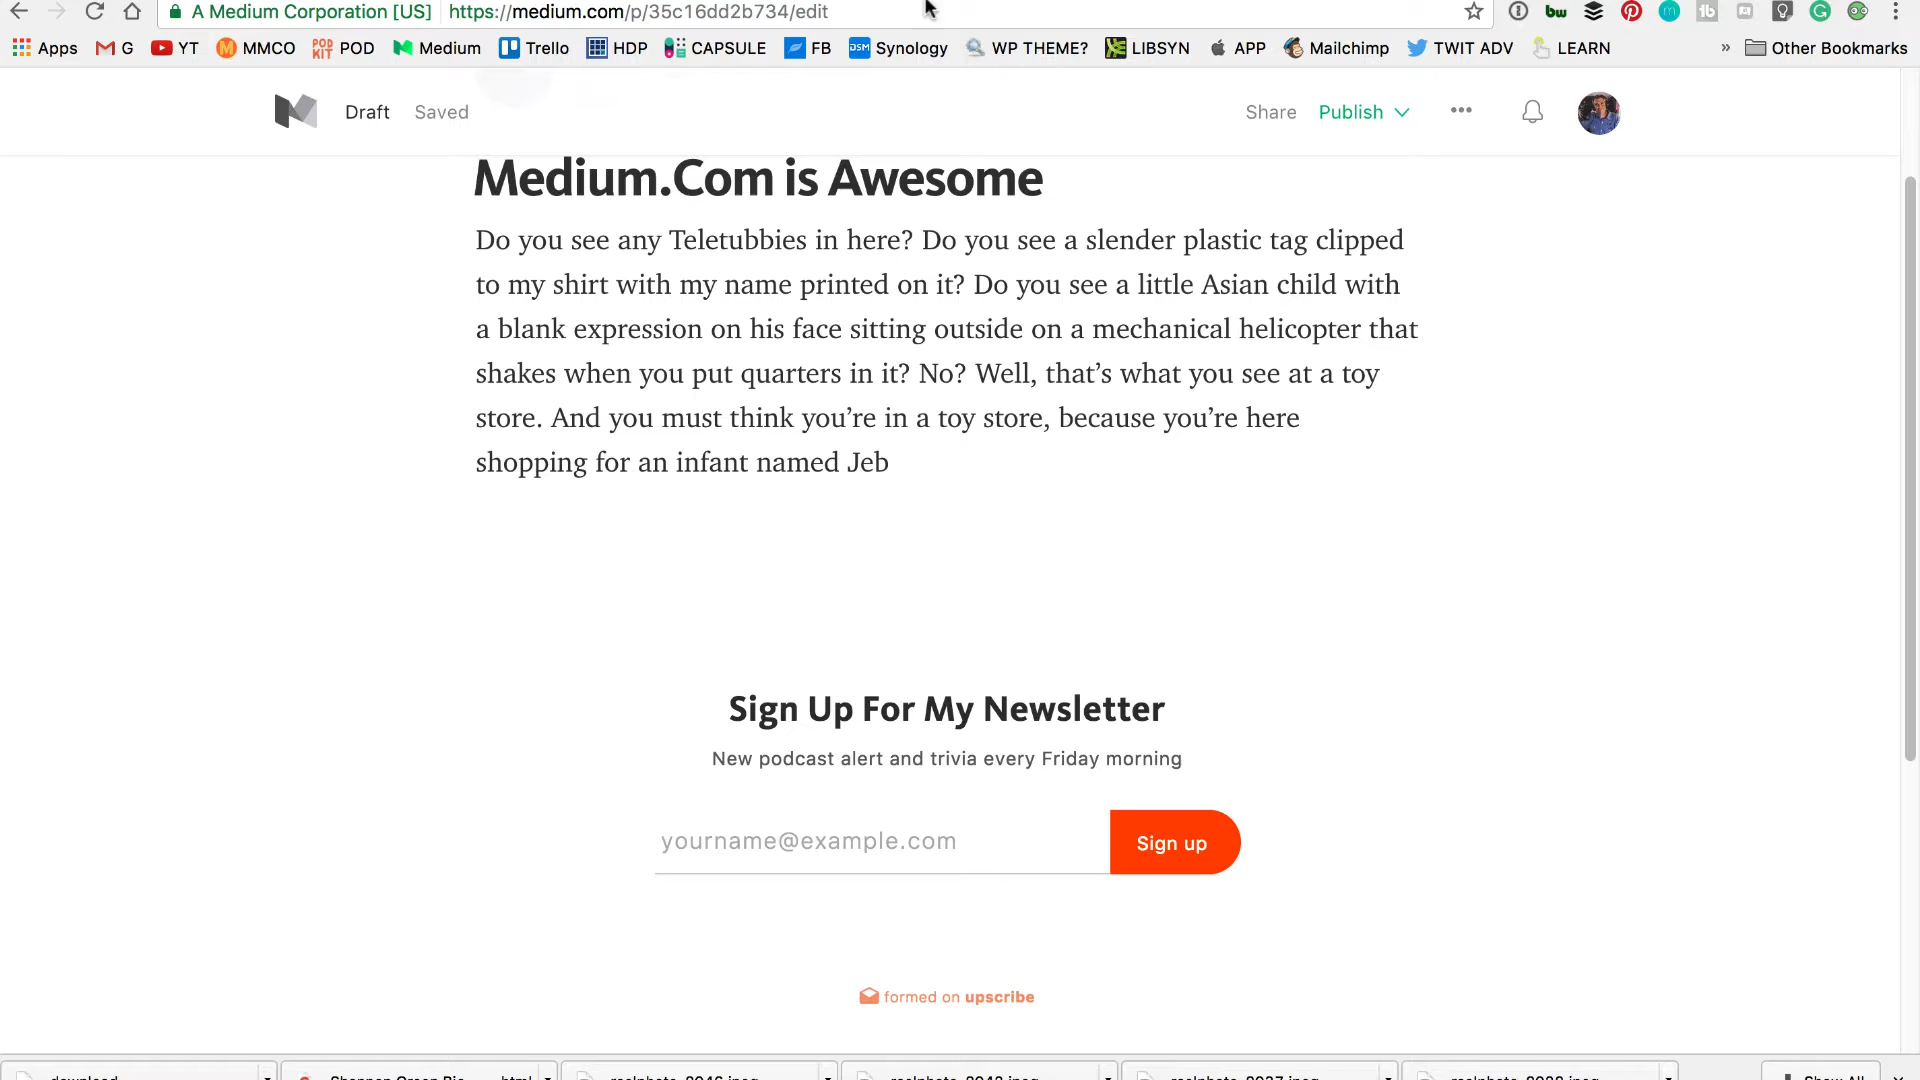 A Medium Corporation [US] https://medium.com/p/35c16dd2b734/edit
Apps G YT MMCO POD KIT POD Medium Trello HDP CAPSULE FB DSM Synology WP THEME? LIBSYN APP Mailchimp TWIT ADV LEARN » Other Bookmarks
Draft Saved Share Publish
Medium.Com is Awesome
Do you see any Teletubbies in here? Do you see a slender plastic tag clipped
to my shirt with my name printed on it? Do you see a little Asian child with
a blank expression on his face sitting outside on a mechanical helicopter that
shakes when you put quarters in it? No? Well, that’s what you see at a toy
store. And you must think you’re in a toy store, because you’re here
shopping for an infant named Jeb
Sign Up For My Newsletter
New podcast alert and trivia every Friday morning
yourname@example.com Sign up
formed on upscribe
download Show All